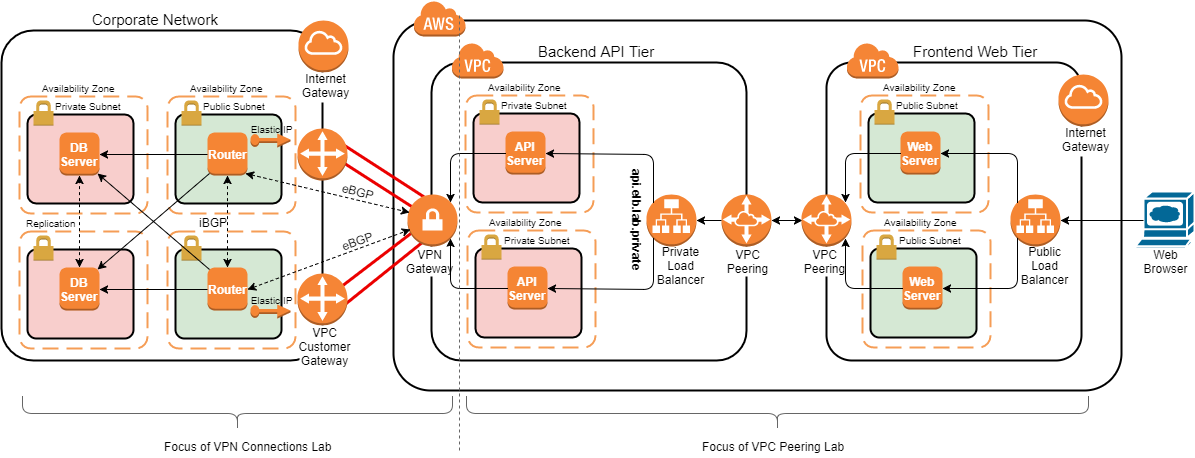 Corporate Network
AWS
Backend API Tier
Frontend Web Tier
VPC
VPC
Internet
Gateway
Availability Zone
Private Subnet
DB
Server
Availability Zone
Public Subnet
Elastic IP
Router
Availability Zone
Private Subnet
API
Server
Availability Zone
Public Subnet
Web
Server
Internet
Gateway
eBGP
Replication
iBGP
eBGP
VPN
Gateway
Availability Zone
Private Subnet
API
Server
api.elb.lab.private
Private
Load
Balancer
VPC
Peering
VPC
Peering
Availability Zone
Public Subnet
Web
Server
Public
Load
Balancer
Web
Browser
DB
Server
Router
Elastic IP
VPC
Customer
Gateway
Focus of VPN Connections Lab
Focus of VPC Peering Lab